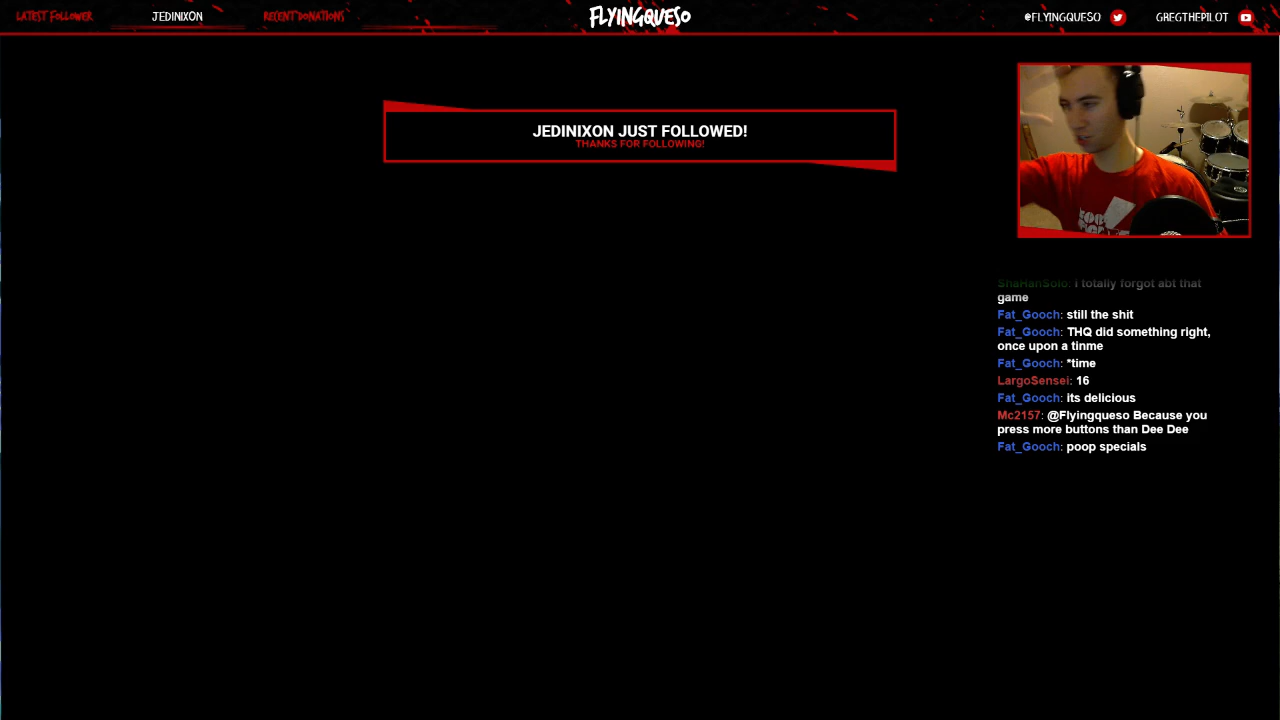 LATEST FOLLOWER
JEDINIXON
RECENT DONATIONS
FLYINGQUESO
@FLYINGQUESO
GREGTHEPILOT
JEDINIXON JUST FOLLOWED!
THANKS FOR FOLLOWING!
ShaHanSolo: i totally forgot abt that
game
Fat_Gooch: still the shit
Fat_Gooch: THQ did something right,
once upon a tinme
Fat_Gooch: *time
LargoSensei: 16
Fat_Gooch: its delicious
Mc2157: @Flyingqueso Because you
press more buttons than Dee Dee
Fat_Gooch: poop specials